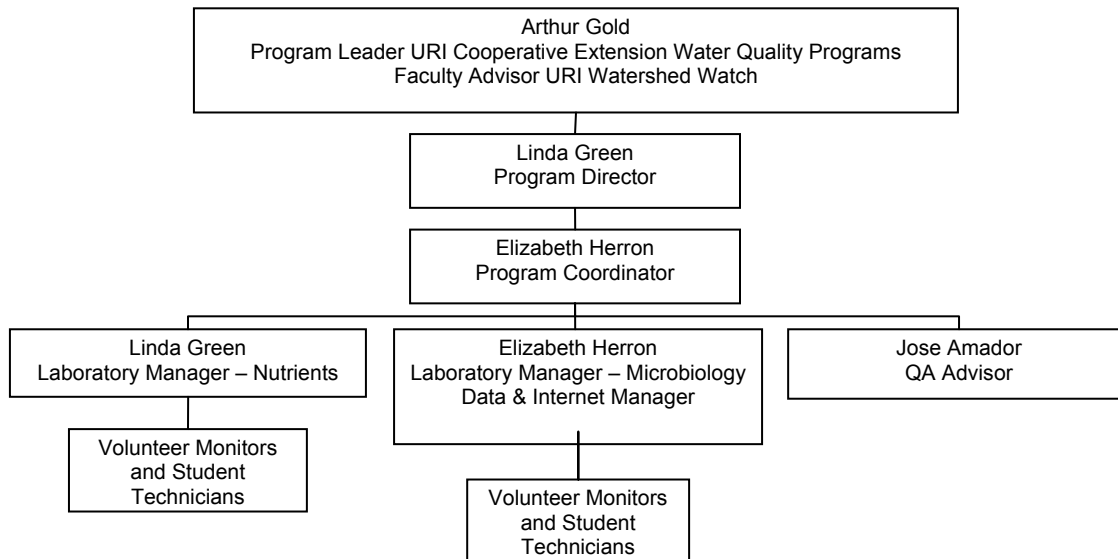 Arthur Gold
Program Leader URI Cooperative Extension Water Quality Programs
Faculty Advisor URI Watershed Watch
Linda Green
Program Director
Elizabeth Herron
Program Coordinator
Linda Green
Laboratory Manager – Nutrients
Elizabeth Herron
Laboratory Manager – Microbiology
Data & Internet Manager
Jose Amador
QA Advisor
Volunteer Monitors
and Student
Technicians
Volunteer Monitors
and Student
Technicians